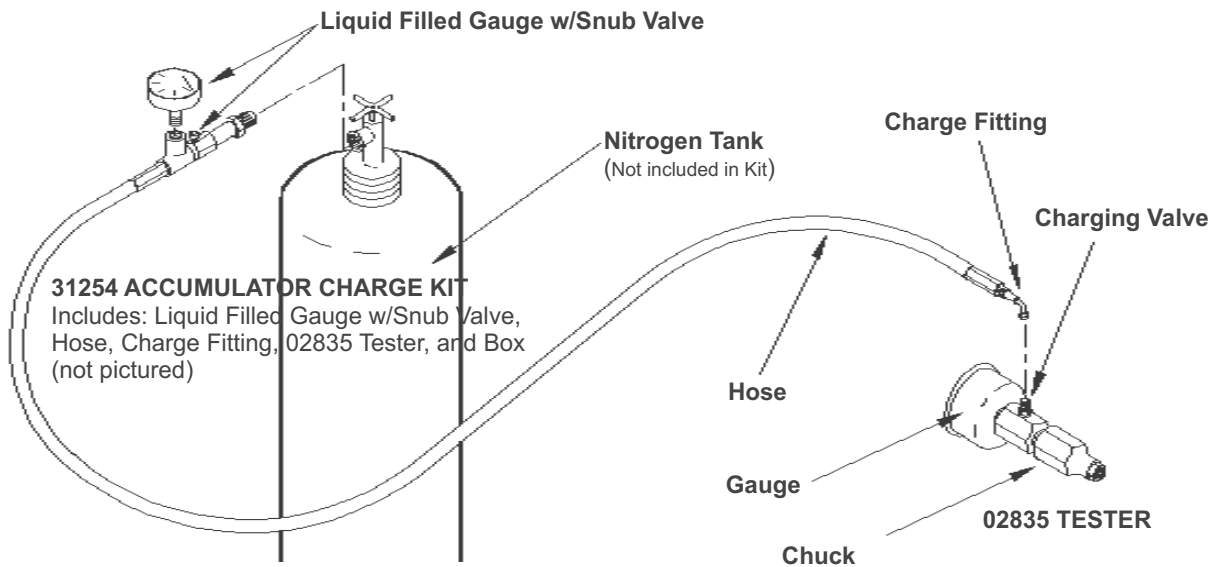 Liquid Filled Gauge w/Snub Valve
Charge Fitting
Nitrogen Tank
(Not included in Kit)
Charging Valve
31254 ACCUMULATOR CHARGE KIT
Includes: Liquid Filled Gauge w/Snub Valve,
Hose, Charge Fitting, 02835 Tester, and Box
(not pictured)
Hose
Gauge
02835 TESTER
Chuck